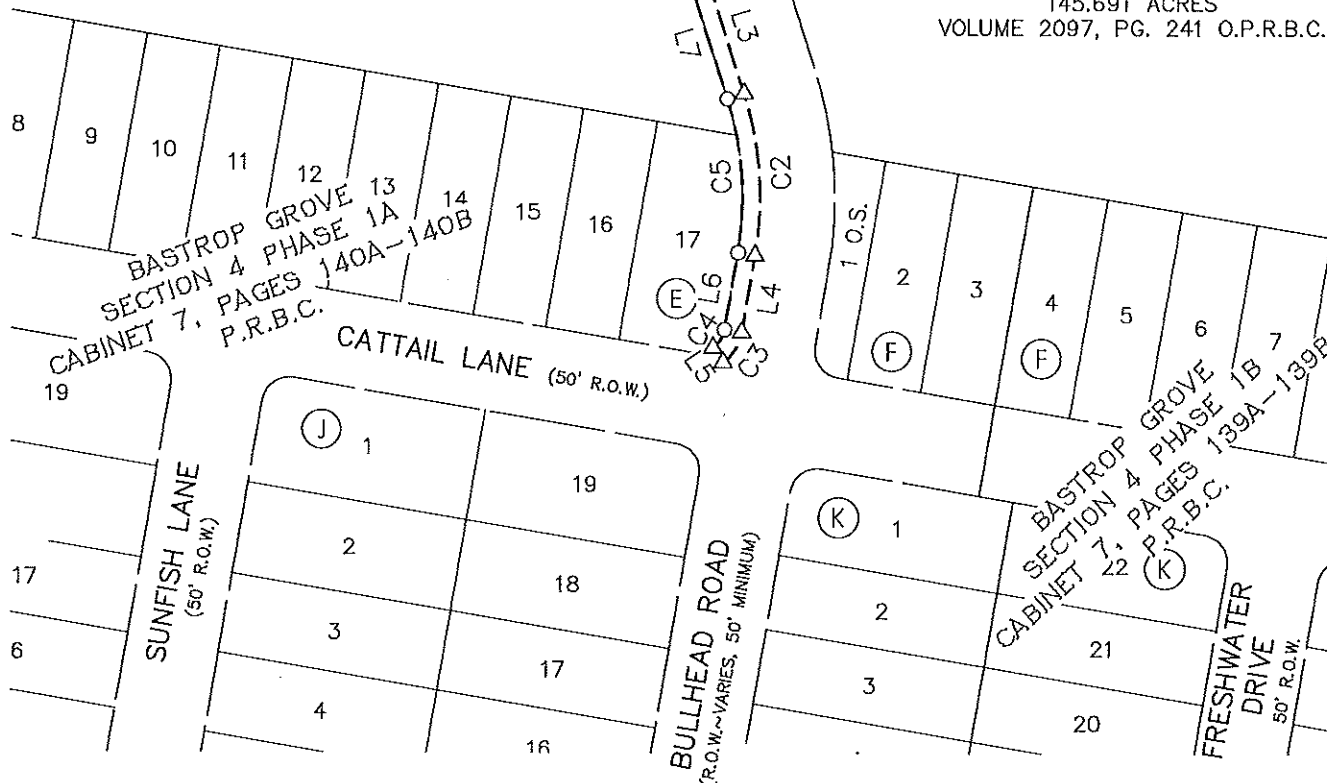 145.691 ACRES
VOLUME 2097, PG. 241 O.P.R.B.C.
L3
L7
8
9
10
11
12
13
14
15
16
17
C5
C2
1 O.S.
2
3
4
5
6
7
BASTROP GROVE
SECTION 4 PHASE 1A
CABINET 7, PAGES 140A-140B
P.R.B.C.
E
L6
L4
C4
C3
L5
F
F
CATTAIL LANE (50' R.O.W.)
19
J
1
19
2
18
3
17
4
16
17
6
SUNFISH LANE
(50' R.O.W.)
BULLHEAD ROAD
(R.O.W.~VARIES, 50' MINIMUM)
K
1
2
3
BASTROP GROVE
SECTION 4 PHASE 1B
CABINET 7, PAGES 139A-139B
P.R.B.C.
22
K
21
20
FRESHWATER
DRIVE
50' R.O.W.